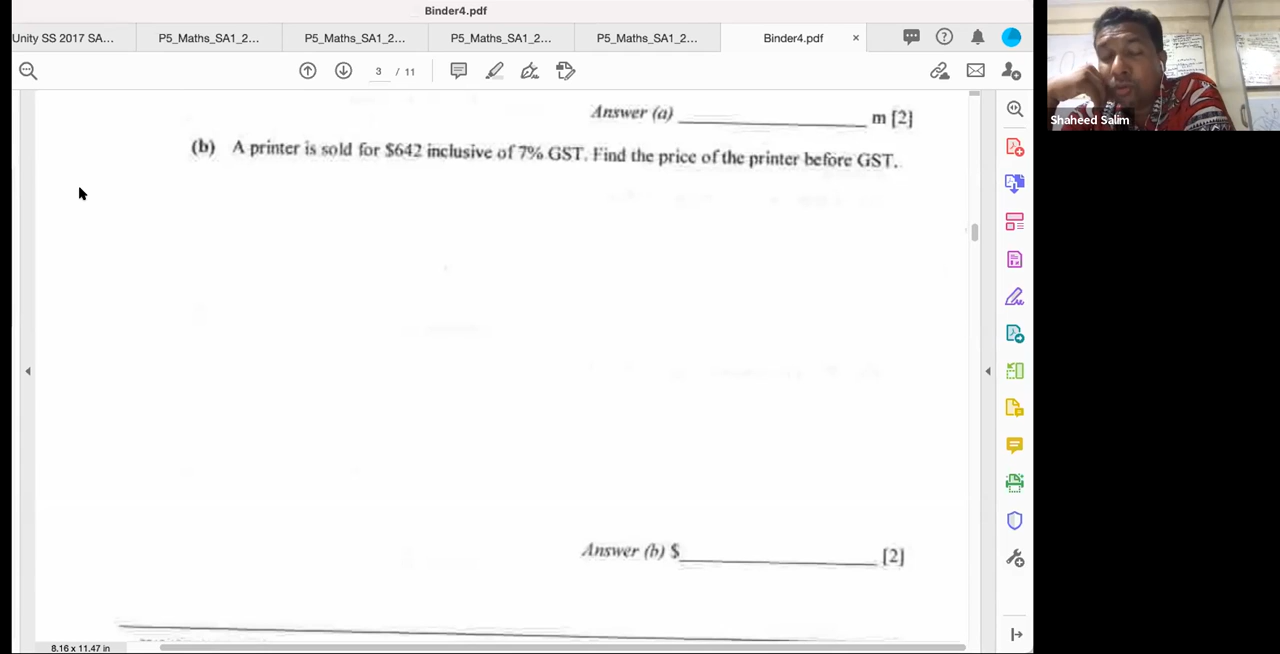 Binder4.pdf
Unity SS 2017 SA...
P5_Maths_SA1_2...
_Maths_SA1_2...
P5_Maths_SA1_2...
P5_Maths_SA1_2...
Binder4.pdf
3 / 11
Shaheed Salim
Answer (a) m [2]
(b) A printer is sold for $642 inclusive of 7% GST. Find the price of the printer before GST.
Answer (b) $ [2]
8.16 x 11.47 in